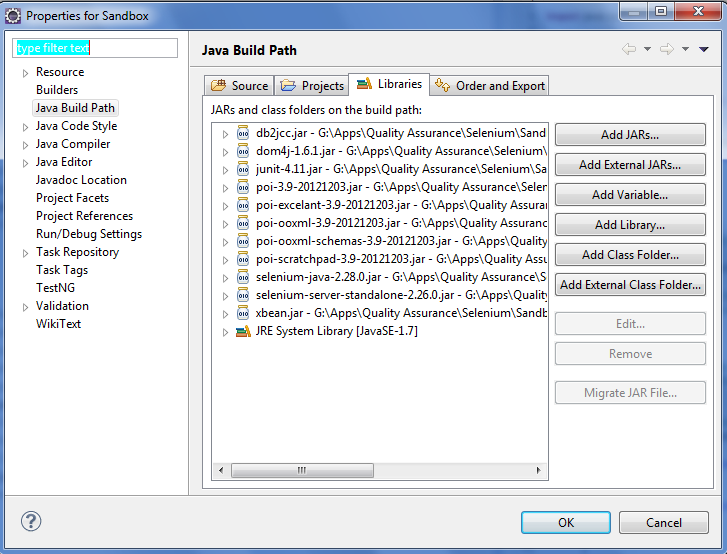 Properties for Sandbox
type filter text
Resource
Builders
Java Build Path
Java Code Style
Java Compiler
Java Editor
Javadoc Location
Project Facets
Project References
Run/Debug Settings
Task Repository
Task Tags
TestNG
Validation
WikiText
Java Build Path
Source
Projects
Libraries
Order and Export
JARs and class folders on the build path:
db2jcc.jar - G:\Apps\Quality Assurance\Selenium\Sand
dom4j-1.6.1.jar - G:\Apps\Quality Assurance\Selenium
junit-4.11.jar - G:\Apps\Quality Assurance\Selenium\
poi-3.9-20121203.jar - G:\Apps\Quality Assurance\Selen
poi-excelant-3.9-20121203.jar - G:\Apps\Quality Assur
poi-ooxml-3.9-20121203.jar - G:\Apps\Quality Assuran
poi-ooxml-schemas-3.9-20121203.jar - G:\Apps\Qualit
poi-scratchpad-3.9-20121203.jar - G:\Apps\Quality Ass
selenium-java-2.28.0.jar - G:\Apps\Quality Assurance\S
selenium-server-standalone-2.26.0.jar - G:\Apps\Quali
xbean.jar - G:\Apps\Quality Assurance\Selenium\Sandb
JRE System Library [JavaSE-1.7]
Add JARs...
Add External JARs...
Add Variable...
Add Library...
Add Class Folder...
Add External Class Folder...
Edit...
Remove
Migrate JAR File...
OK
Cancel